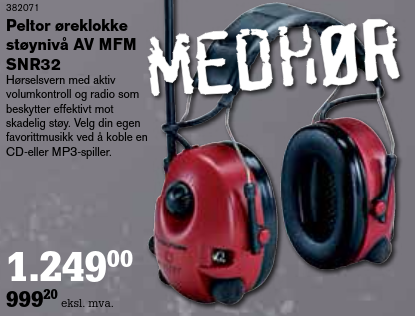 382071
Peltor øreklokke
støynivå AV MFM
SNR32
Hørselsvern med aktiv
volumkontroll og radio som
beskytter effektivt mot
skadelig støy. Velg din egen
favorittmusikk ved å koble en
CD-eller MP3-spiller.
MEDHØR
1.249 00
999 20 eksl. mva.